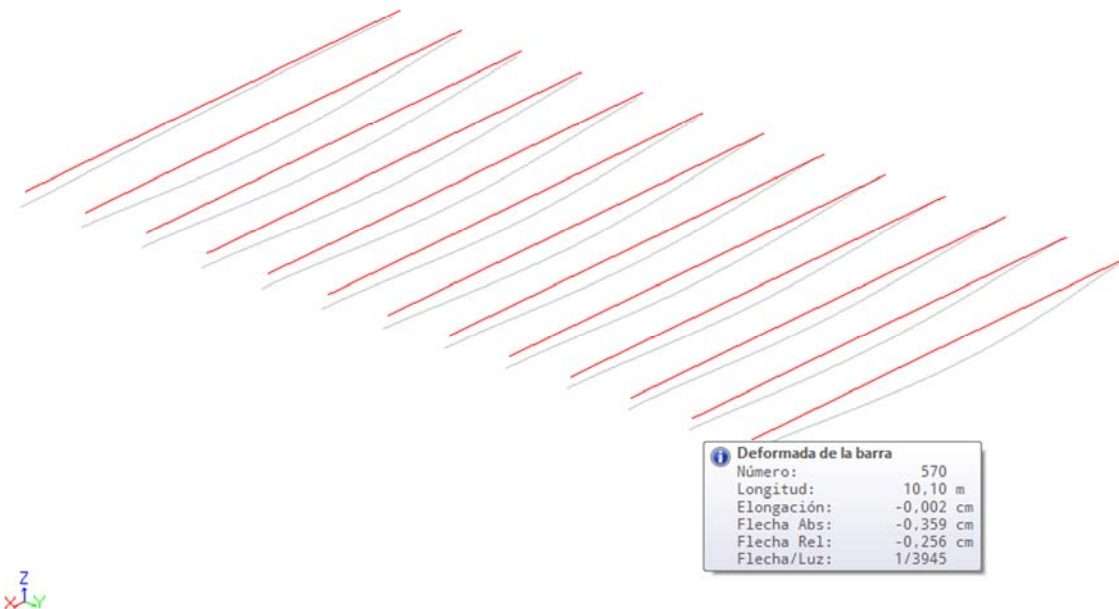 Deformada de la barra
Número: 570
Longitud: 10,10 m
Elongación: -0,002 cm
Flecha Abs: -0,359 cm
Flecha Rel: -0,256 cm
Flecha/Luz: 1/3945
Z
X Y